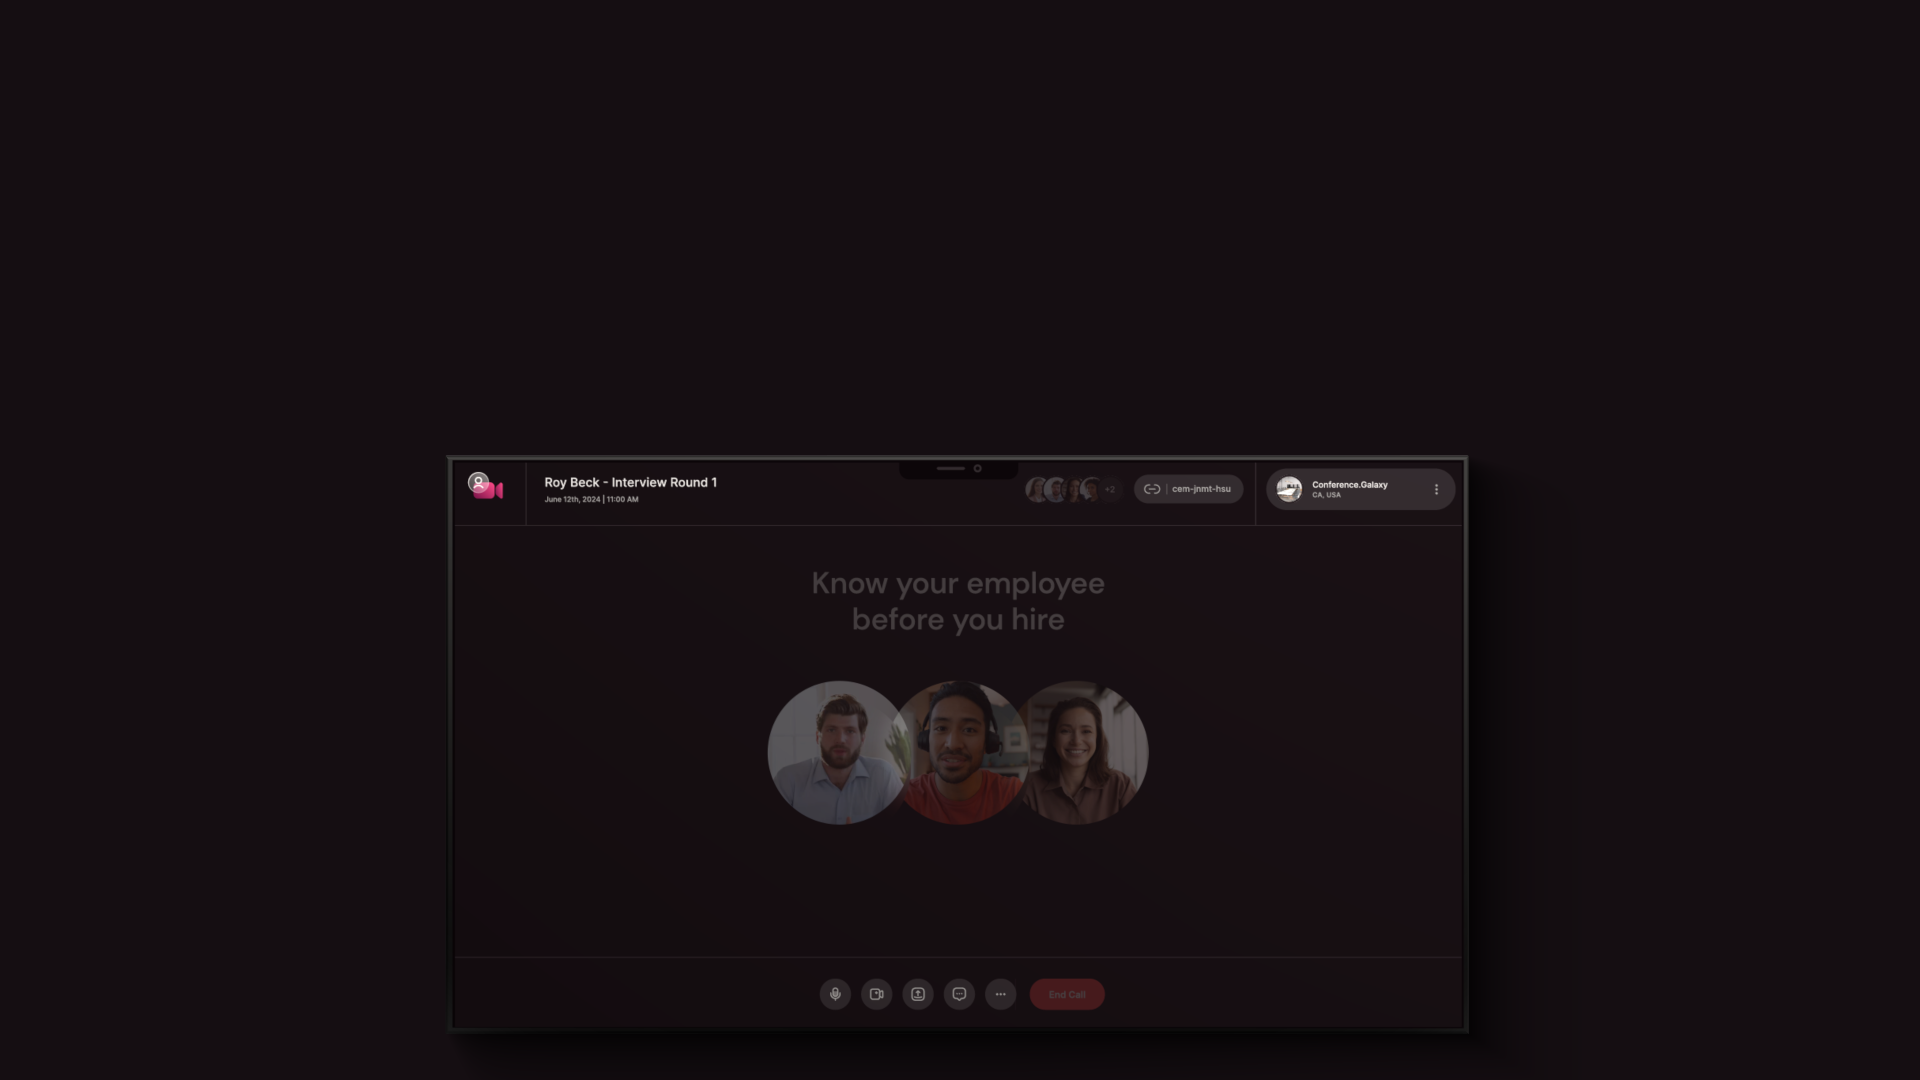 Roy Beck - Interview Round 1
June 12th, 2024 | 11:00 AM
+2
cem-jnmt-hsu
Conference.Galaxy
CA, USA
Know your employee
before you hire
End Call